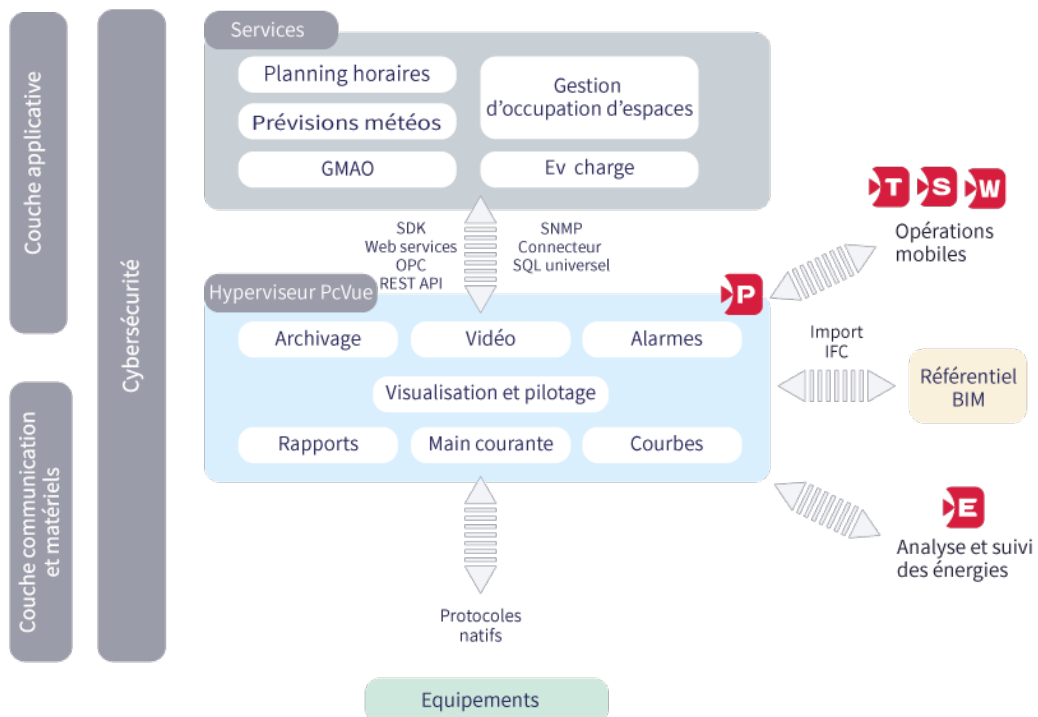 Couche applicative
Couche communication
et matériels
Cybersécurité
Services
Planning horaires
Prévisions météos
GMAO
Gestion
d'occupation d'espaces
Ev charge
SDK
Web services
OPC
REST API
SNMP
Connecteur
SQL universel
Hyperviseur PcVue
P
Archivage
Vidéo
Alarmes
Visualisation et pilotage
Rapports
Main courante
Courbes
T S W
Opérations
mobiles
Import
IFC
Référentiel
BIM
E
Analyse et suivi
des énergies
Protocoles
natifs
Equipements